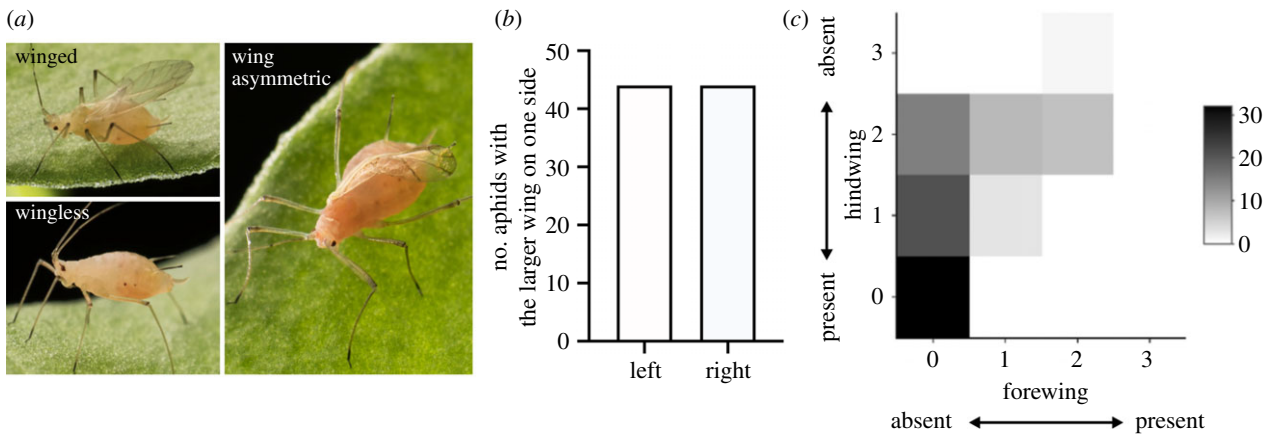 (a)
winged
wingless
wing
asymmetric
(b)
no. aphids with
the larger wing on one side
50
40
30
20
10
0
left
right
(c)
absent
hindwing
present
3
2
1
0
0 1 2 3
forewing
absent present
30
20
10
0